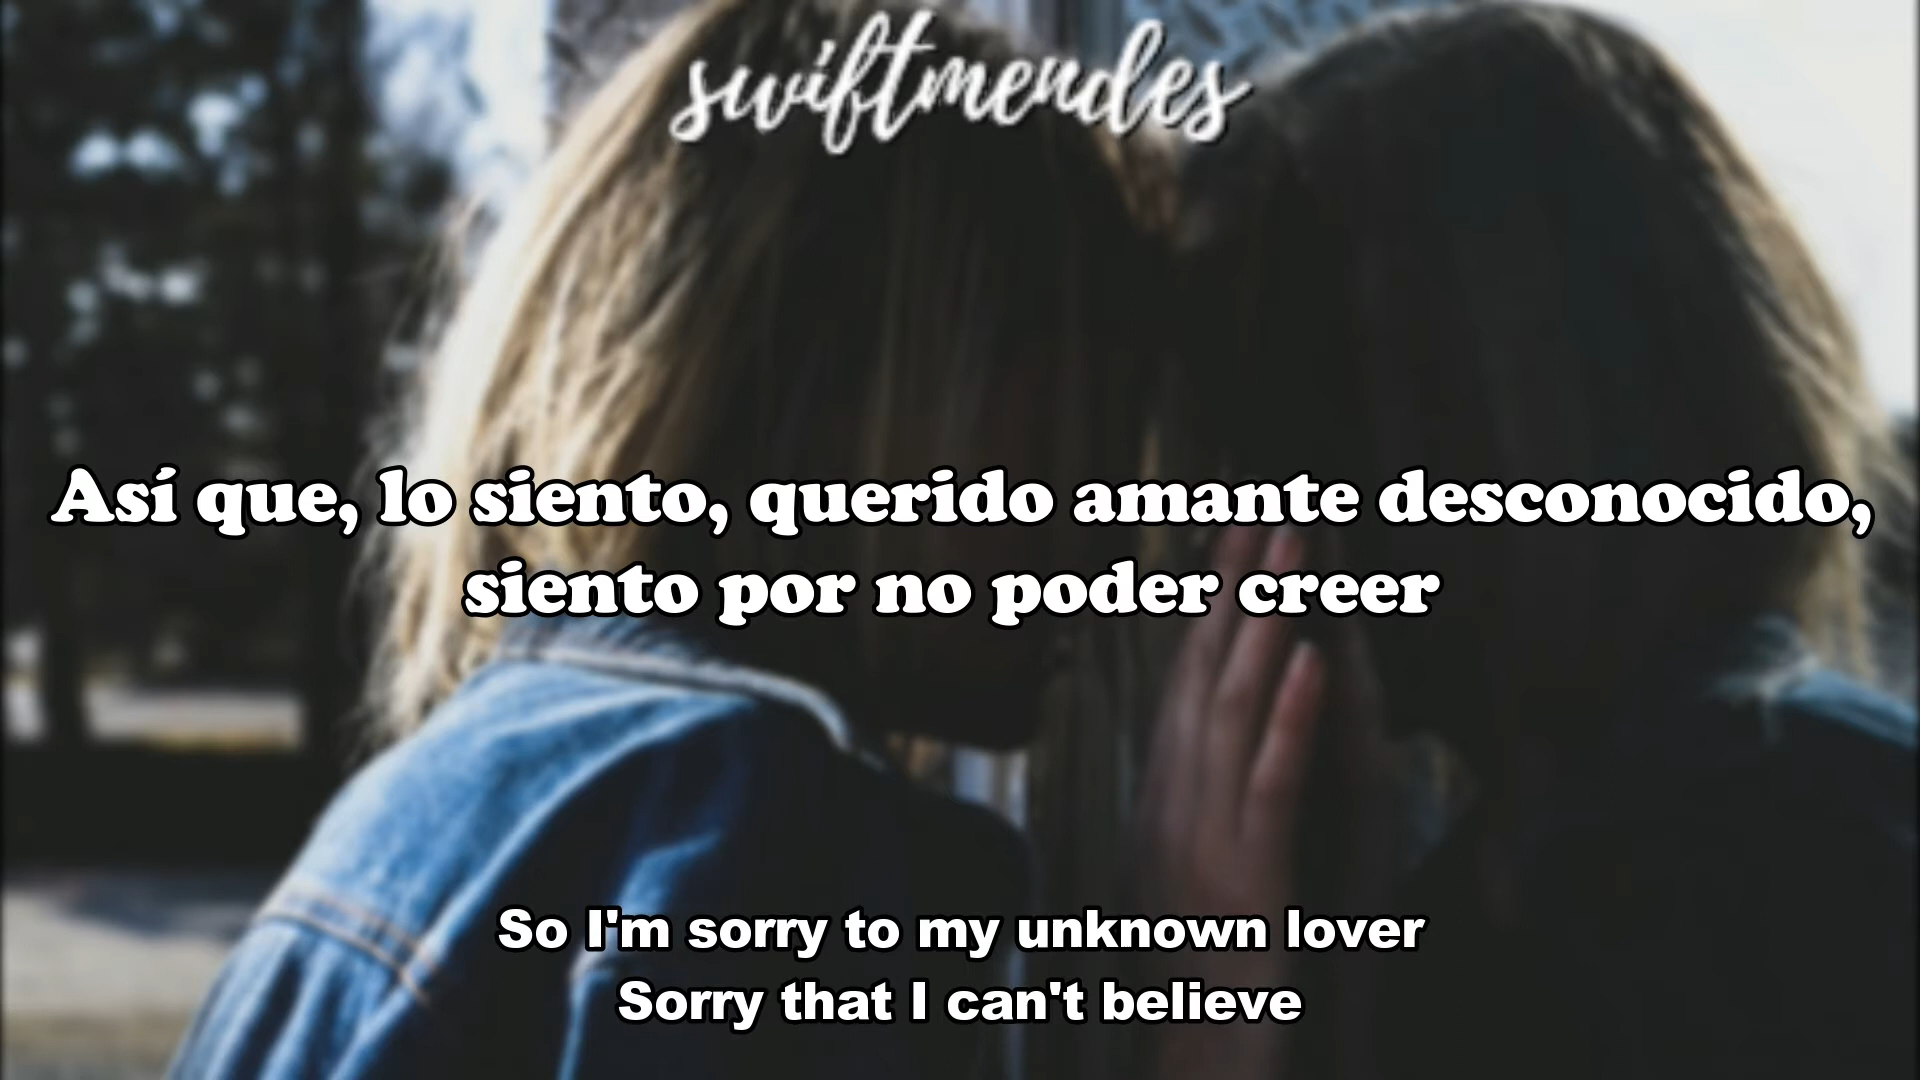 swiftmendes
Así que, lo siento, querido amante desconocido,
siento por no poder creer
So I'm sorry to my unknown lover
Sorry that I can't believe